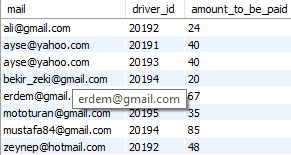 mail driver_id amount_to_be_paid
ali@gmail.com 20192 24
ayse@yahoo.com 20191 40
ayse@yahoo.com 20193 40
bekir_zeki@gmail.com 20194 20
erdem@gmail.com 67
erdem@gmail.com
mototuran@gmail.com 20195 35
mustafa84@gmail.com 20194 85
zeynep@hotmail.com 20192 48